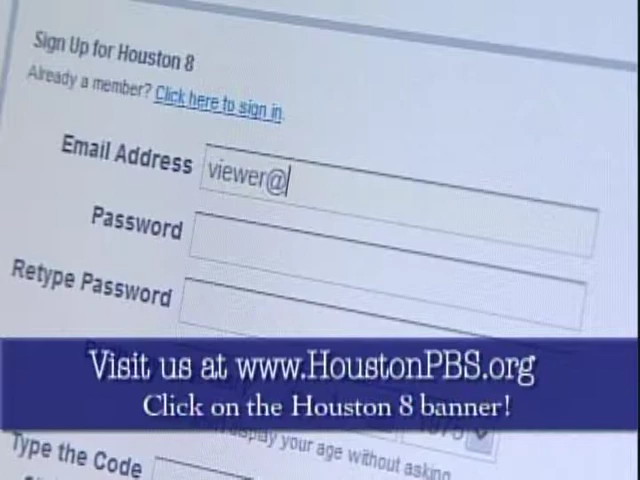 Sign Up for Houston 8
Already a member? Click here to sign in.
Email Address viewer@
Password
Retype Password
Visit us at www.HoustonPBS.org
Click on the Houston 8 banner!
display your age without asking
Type the Code